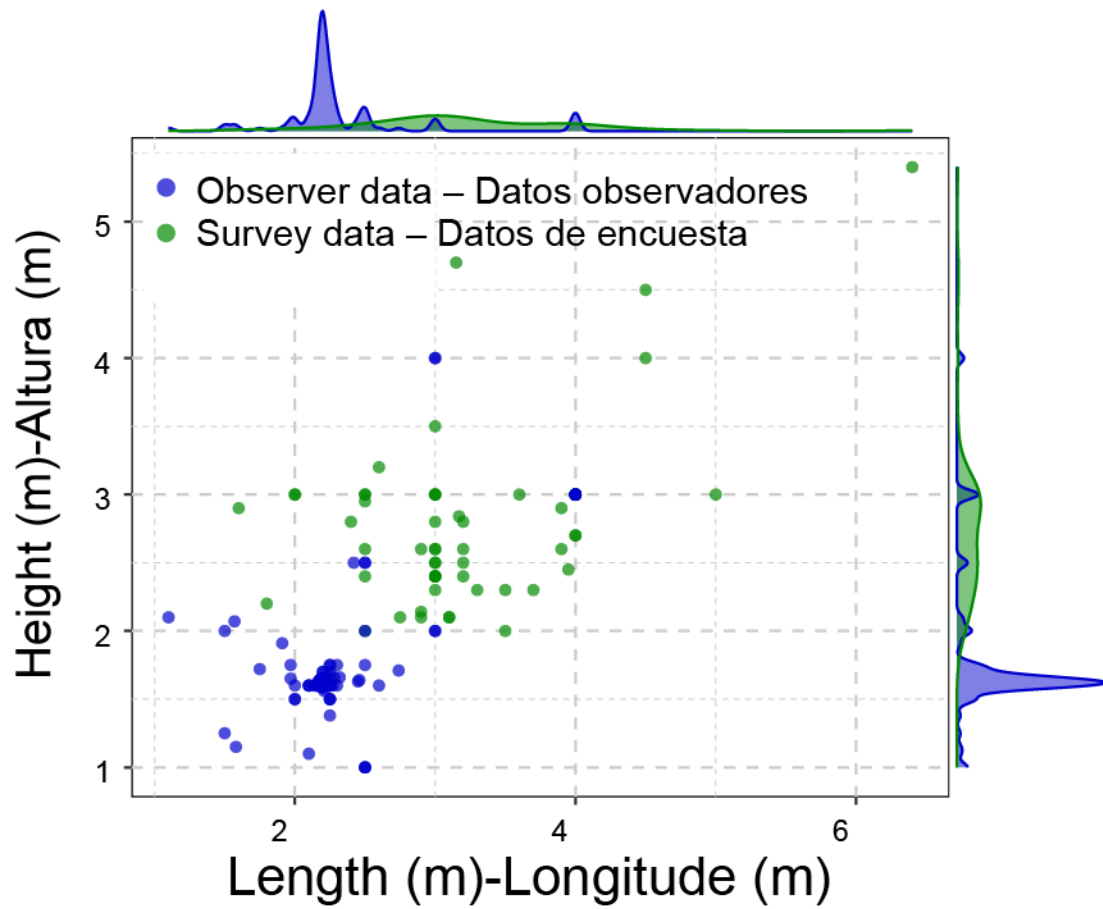 Observer data – Datos observadores
Survey data – Datos de encuesta
Height (m)-Altura (m)
5
4
3
2
1
2
4
6
Length (m)-Longitude (m)